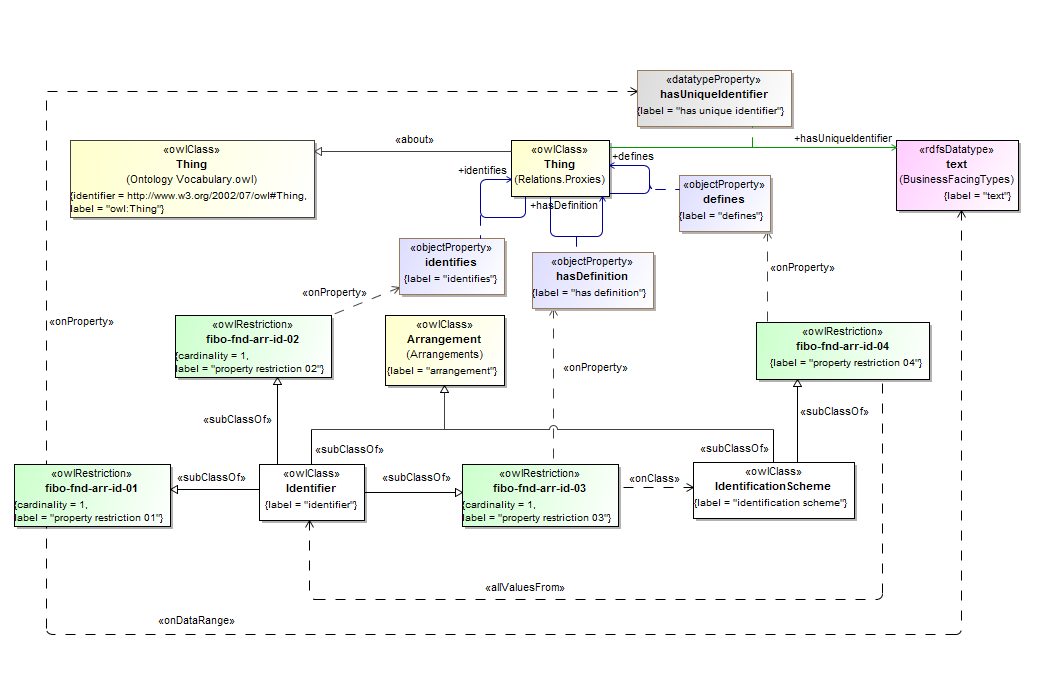 «datatypeProperty»
hasUniqueIdentifier
{label = "has unique identifier"}
+hasUniqueIdentifier
«owlClass»
Thing
(Ontology Vocabulary.owl)
{identifier = http://www.w3.org/2002/07/owl#Thing,
label = "owl:Thing"}
«about»
«owlClass»
Thing
(Relations.Proxies)
+identifies
+defines
+hasDefinition
«rdfsDatatype»
text
(BusinessFacingTypes)
{label = "text"}
«objectProperty»
defines
{label = "defines"}
«objectProperty»
identifies
{label = "identifies"}
«objectProperty»
hasDefinition
{label = "has definition"}
«onProperty»
«onProperty»
«onProperty»
«onProperty»
«owlRestriction»
fibo-fnd-arr-id-02
{cardinality = 1,
label = "property restriction 02"}
«owlClass»
Arrangement
(Arrangements)
{label = "arrangement"}
«owlRestriction»
fibo-fnd-arr-id-04
{label = "property restriction 04"}
«subClassOf»
«subClassOf»
«subClassOf»
«subClassOf»
«owlRestriction»
fibo-fnd-arr-id-01
{cardinality = 1,
label = "property restriction 01"}
«subClassOf»
«owlClass»
Identifier
{label = "identifier"}
«subClassOf»
«owlRestriction»
fibo-fnd-arr-id-03
{cardinality = 1,
label = "property restriction 03"}
«onClass»
«owlClass»
IdentificationScheme
{label = "identification scheme"}
«allValuesFrom»
«onDataRange»